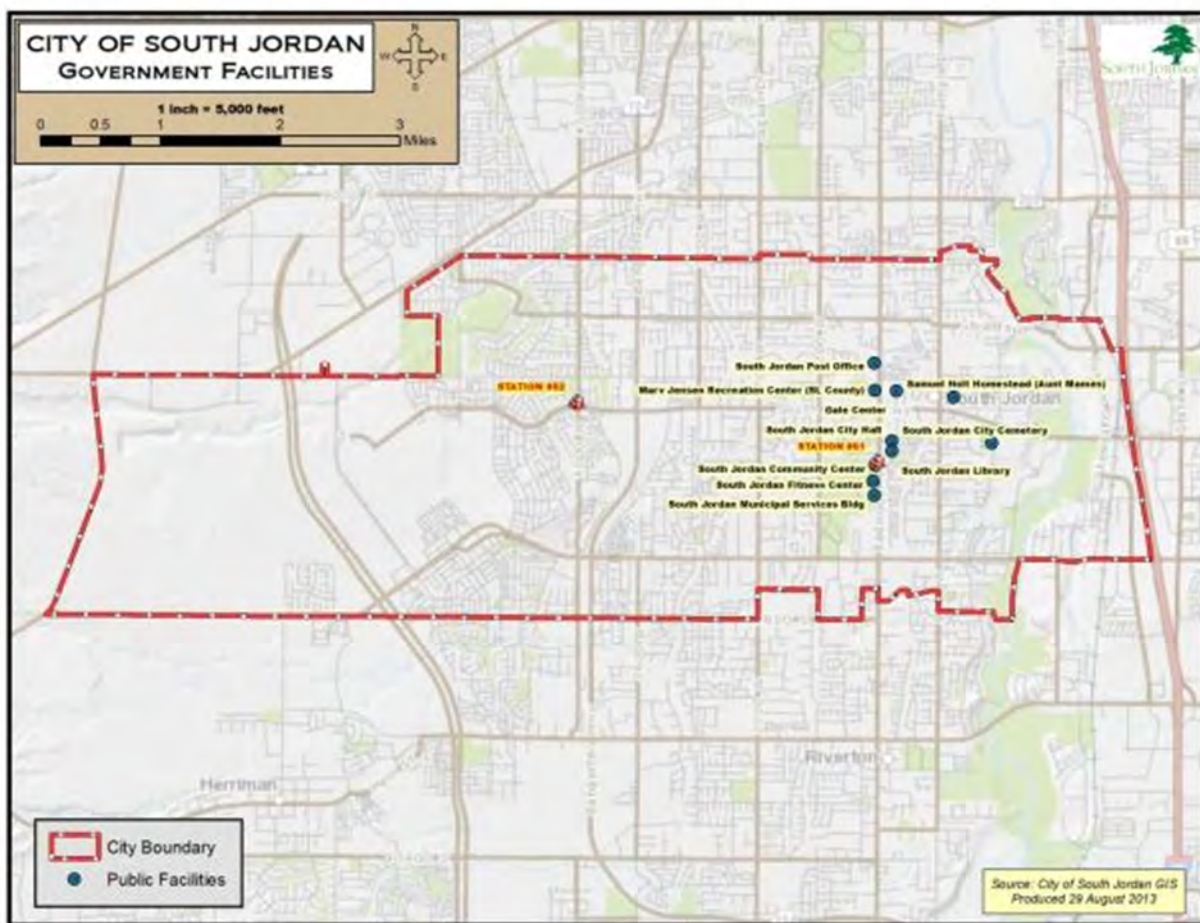 CITY OF SOUTH JORDAN
GOVERNMENT FACILITIES
N
W
E
S
1 Inch = 5,000 feet
0 0.5 1 2 3
Miles
SOUTH JORDAN
STATION #62
South Jordan Post Office
Marv Jensen Recreation Center (SL County)
Gale Center
South Jordan City Hall
STATION #61
South Jordan Community Center
South Jordan Fitness Center
South Jordan Municipal Services Bldg
(Aunt Mames)
South Jordan
South Jordan City Cemetery
South Jordan Library
Riverton
Herriman
City Boundary
Public Facilities
Source: City of South Jordan GIS
Produced 29 August 2013